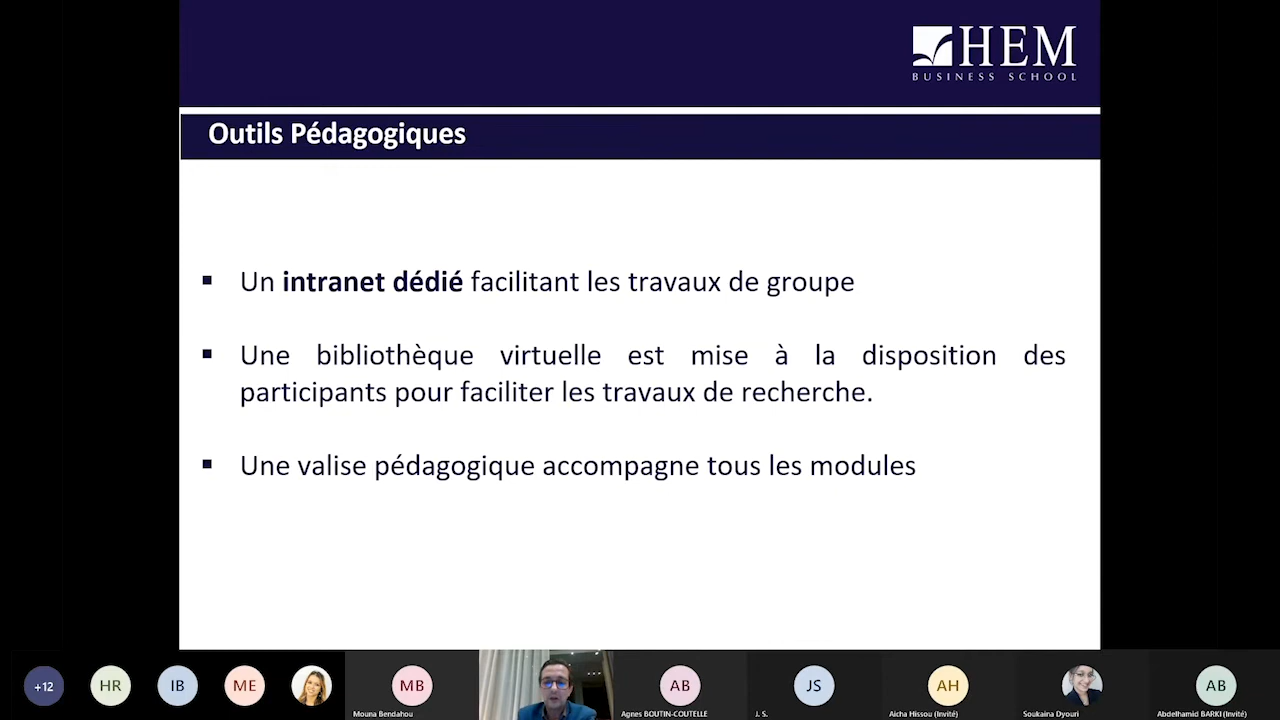 HEM
BUSINESS SCHOOL
Outils Pédagogiques
▪ Un intranet dédié facilitant les travaux de groupe
▪ Une bibliothèque virtuelle est mise à la disposition des
participants pour faciliter les travaux de recherche.
▪ Une valise pédagogique accompagne tous les modules
+12
HR
IB
ME
MB
AB
JS
AH
AB
Mouna Bendahou
Agnes BOUTIN-COUTELLE
J. S.
Aicha Hissou (Invité)
Soukaina Dyouri
Abdelhamid BARKI (Invité)